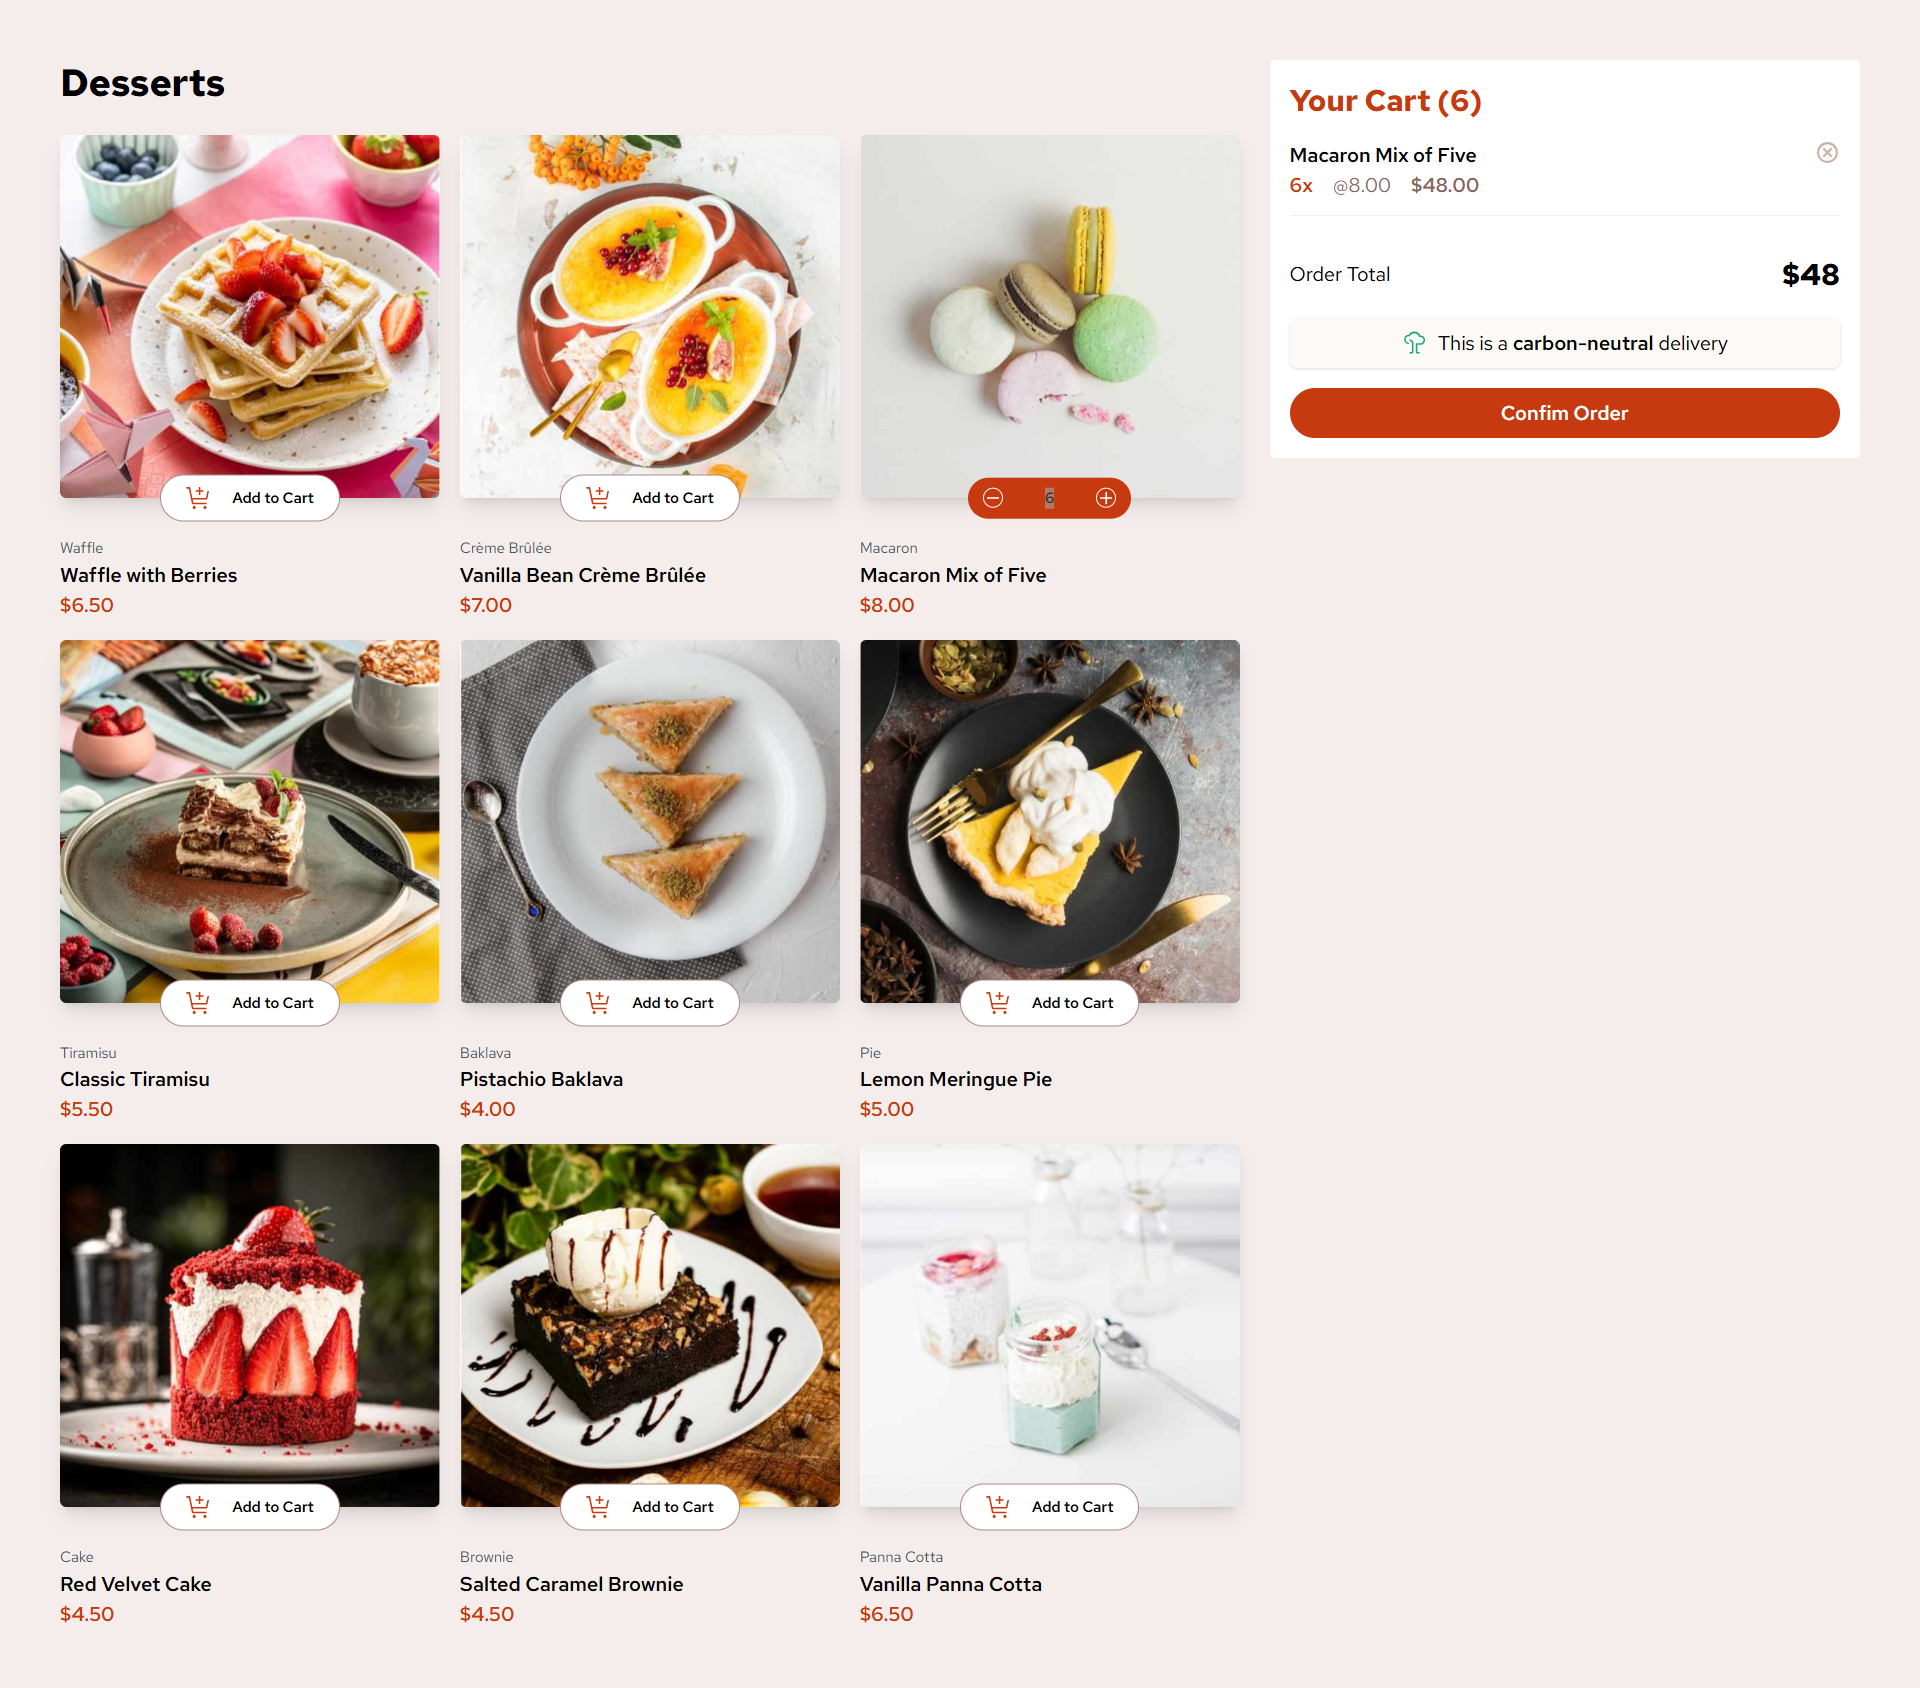 Desserts
Add to Cart
Waffle
Waffle with Berries
$6.50
Add to Cart
Crème Brûlée
Vanilla Bean Crème Brûlée
$7.00
6
Macaron
Macaron Mix of Five
$8.00
Add to Cart
Tiramisu
Classic Tiramisu
$5.50
Add to Cart
Baklava
Pistachio Baklava
$4.00
Add to Cart
Pie
Lemon Meringue Pie
$5.00
Add to Cart
Cake
Red Velvet Cake
$4.50
Add to Cart
Brownie
Salted Caramel Brownie
$4.50
Add to Cart
Panna Cotta
Vanilla Panna Cotta
$6.50
Your Cart (6)
Macaron Mix of Five
6x @8.00 $48.00
Order Total $48
This is a carbon-neutral delivery
Confim Order